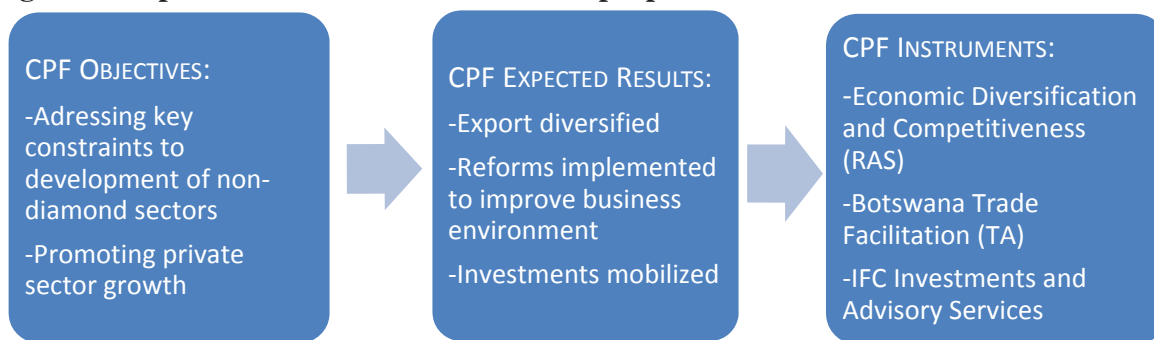 CPF OBJECTIVES:
-Adressing key
constraints to
development of non-
diamond sectors
-Promoting private
sector growth
CPF EXPECTED RESULTS:
-Export diversified
-Reforms implemented
to improve business
environment
-Investments mobilized
CPF INSTRUMENTS:
-Economic Diversification
and Competitiveness
(RAS)
-Botswana Trade
Facilitation (TA)
-IFC Investments and
Advisory Services